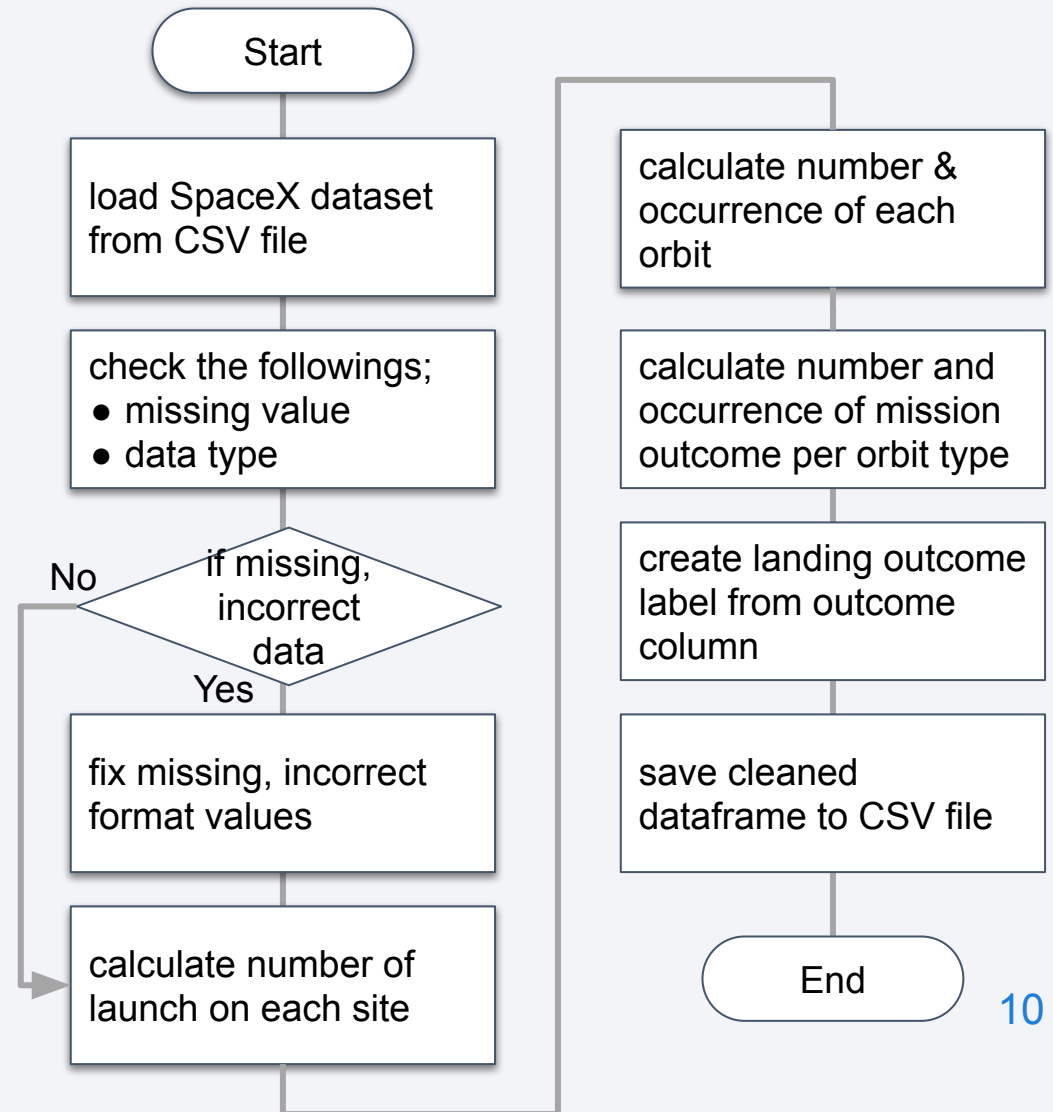 Start
load SpaceX dataset
from CSV file
check the followings;
● missing value
● data type
No
if missing,
incorrect
data
Yes
fix missing, incorrect
format values
calculate number of
launch on each site
calculate number &
occurrence of each
orbit
calculate number and
occurrence of mission
outcome per orbit type
create landing outcome
label from outcome
column
save cleaned
dataframe to CSV file
End
10